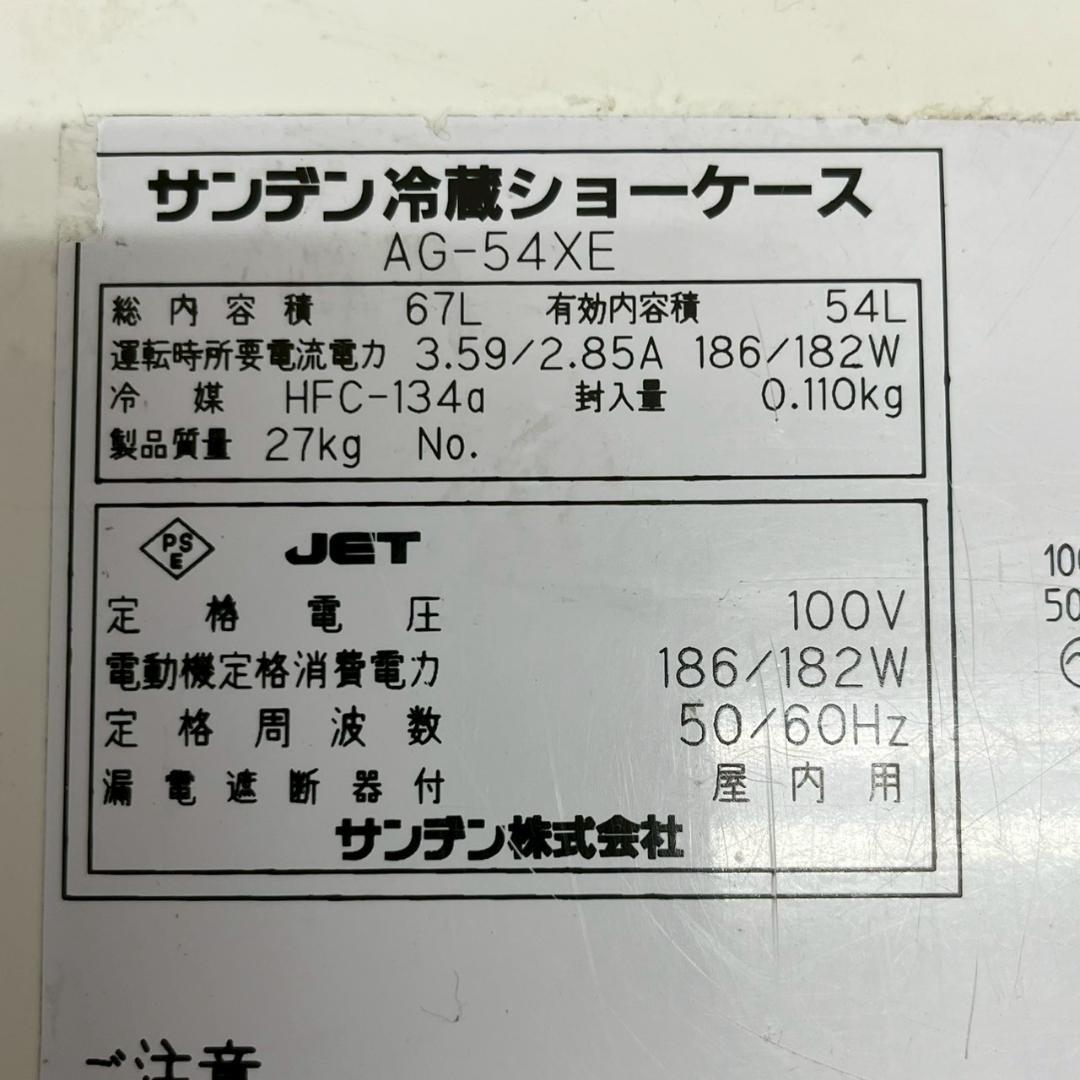 サンデン冷蔵ショーケース
AG-54XE
総内容積 67L 有効内容積 54L
運転時所要電流電力 3.59/2.85A 186/182W
冷媒 HFC-134a 封入量 0.110kg
製品質量 27kg No.
PSE JET
定格電圧 100V
電動機定格消費電力 186/182W
定格周波数 50/60Hz
漏電遮断器付 屋内用
サンデン株式会社
100
50
ご注意